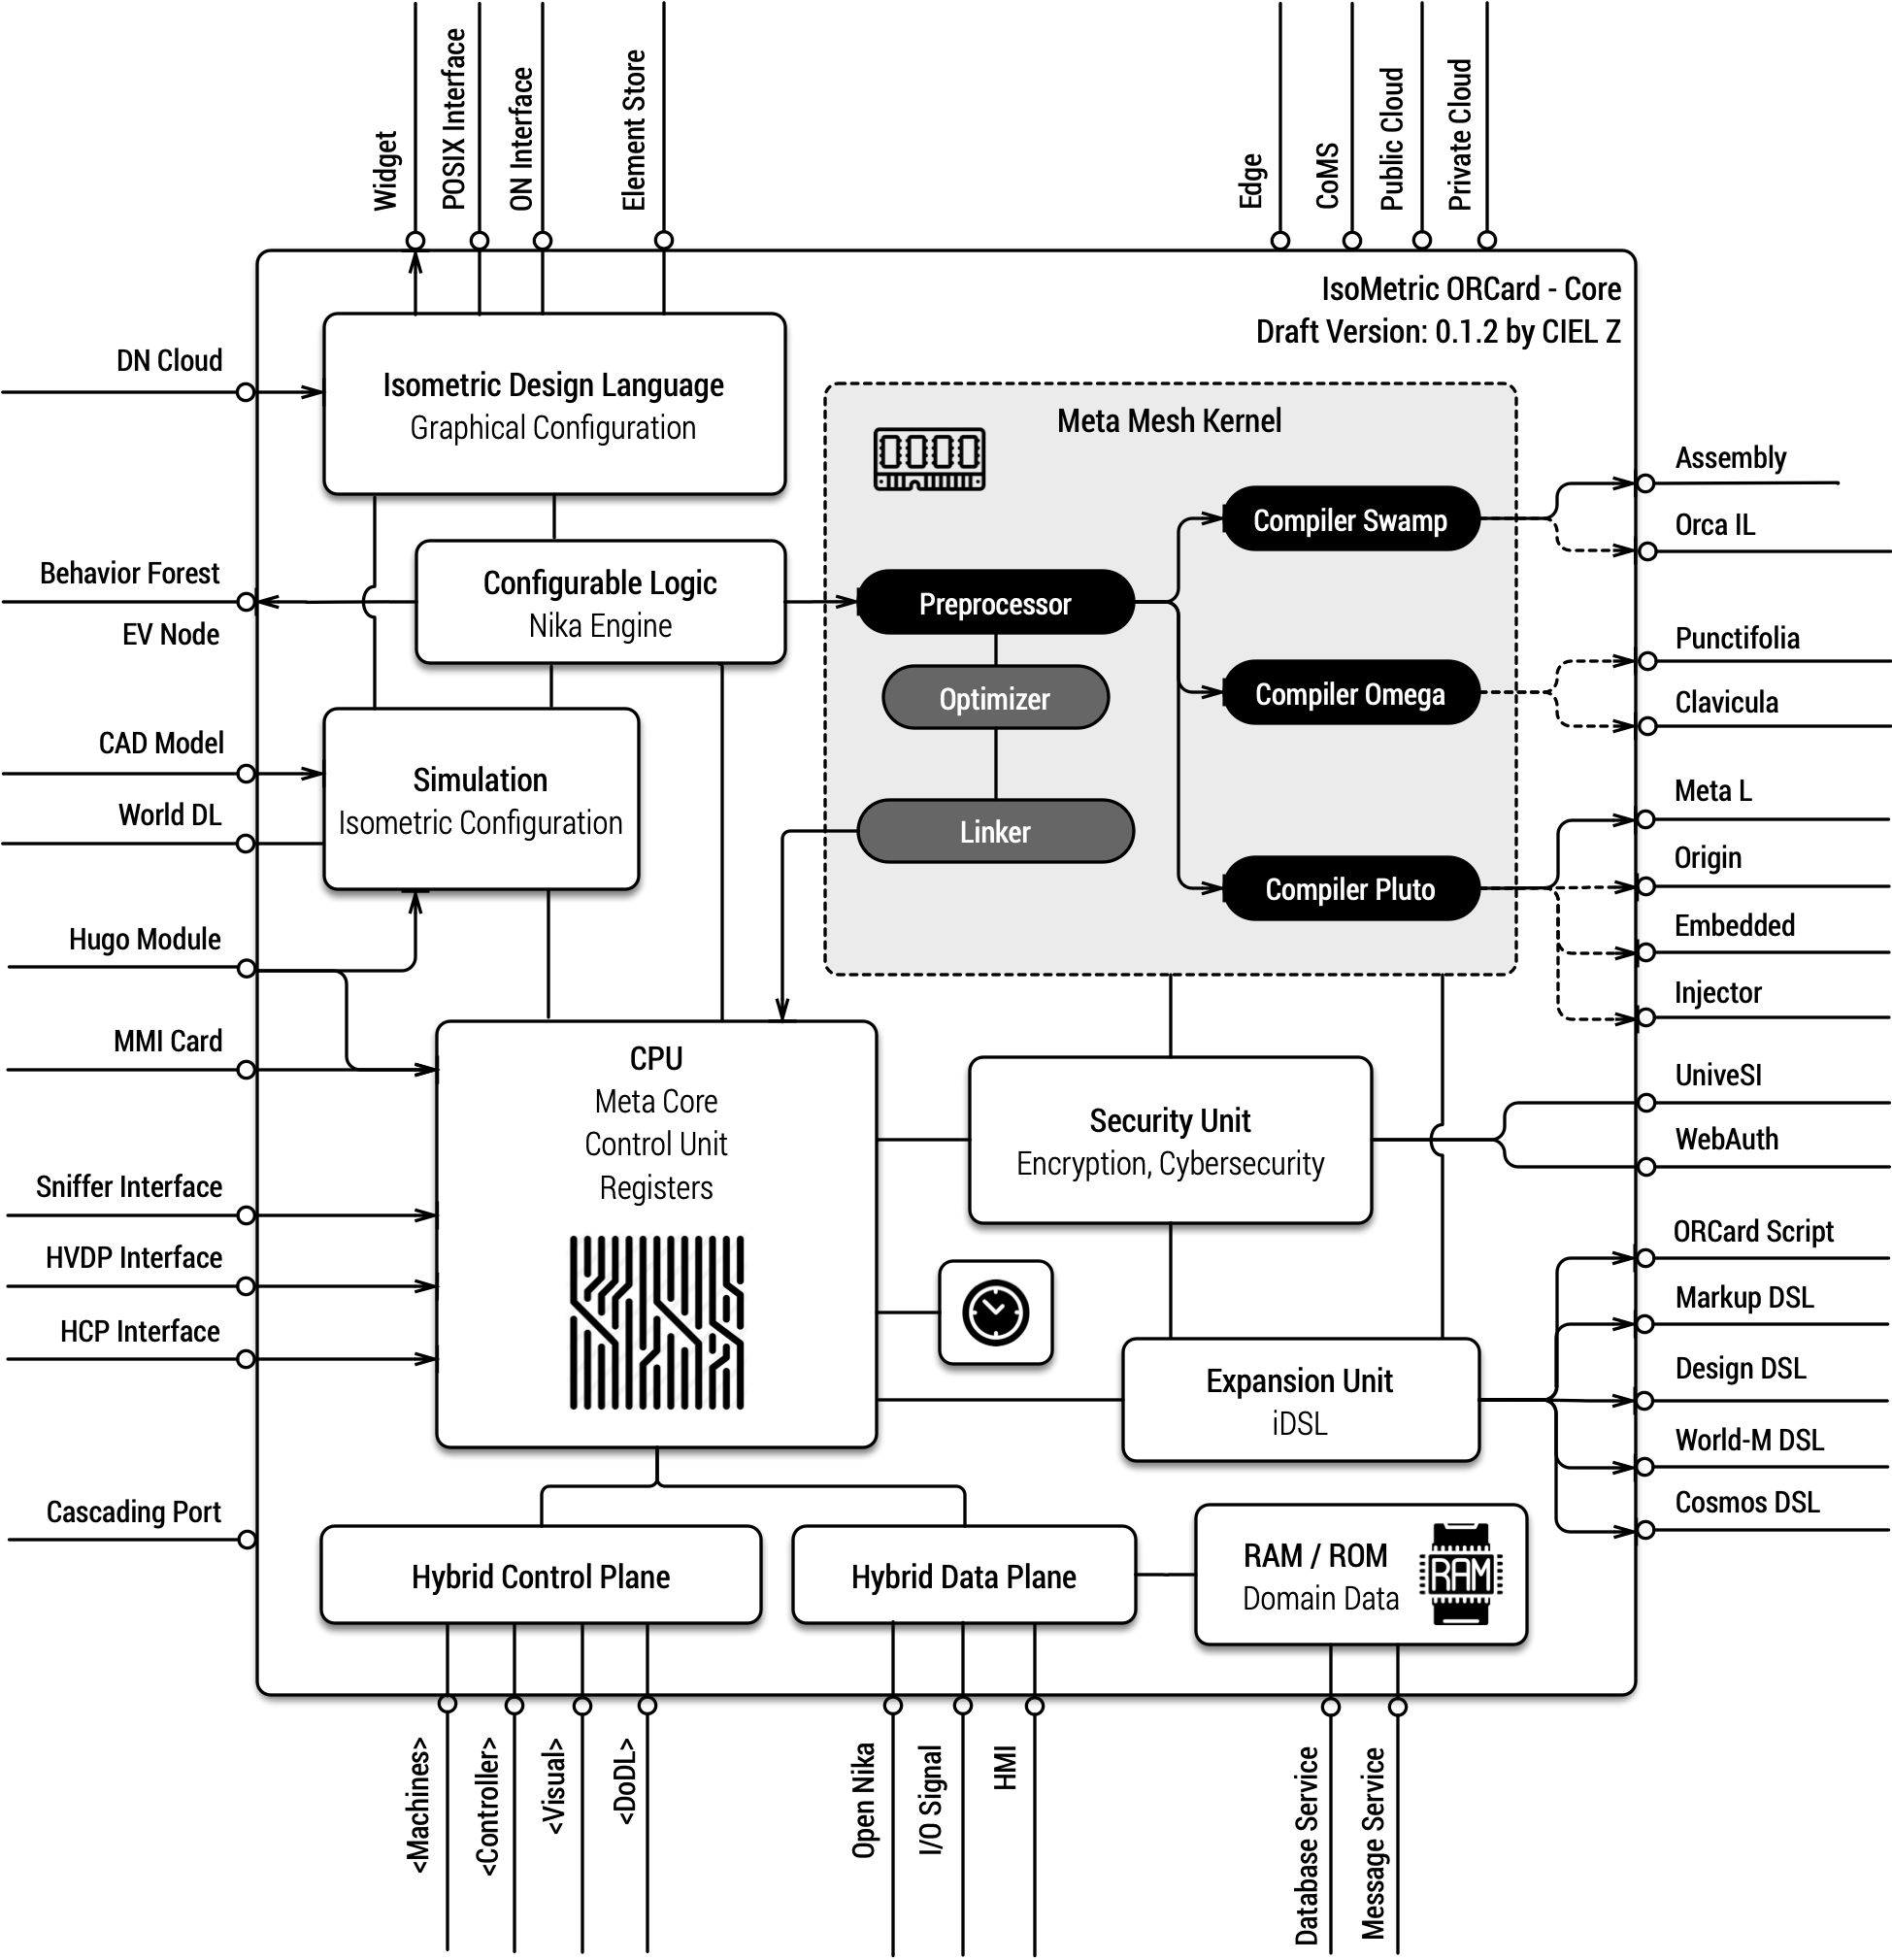 Widget
POSIX Interface
ON Interface
Element Store
Edge
CoMS
Public Cloud
Private Cloud
IsoMetric ORCard - Core
Draft Version: 0.1.2 by CIEL Z
DN Cloud
Isometric Design Language
Graphical Configuration
Meta Mesh Kernel
Behavior Forest
EV Node
Configurable Logic
Nika Engine
Preprocessor
Optimizer
Linker
Compiler Swamp
Compiler Omega
Compiler Pluto
Assembly
Orca IL
Punctifolia
Clavicula
Meta L
Origin
Embedded
Injector
CAD Model
World DL
Simulation
Isometric Configuration
Hugo Module
MMI Card
CPU
Meta Core
Control Unit
Registers
Security Unit
Encryption, Cybersecurity
UniveSI
WebAuth
Sniffer Interface
HVDP Interface
HCP Interface
Expansion Unit
iDSL
ORCard Script
Markup DSL
Design DSL
World-M DSL
Cosmos DSL
Cascading Port
Hybrid Control Plane
Hybrid Data Plane
RAM / ROM
Domain Data
RAM
<Machines>
<Controller>
<Visual>
<DoDL>
Open Nika
I/O Signal
HMI
Database Service
Message Service